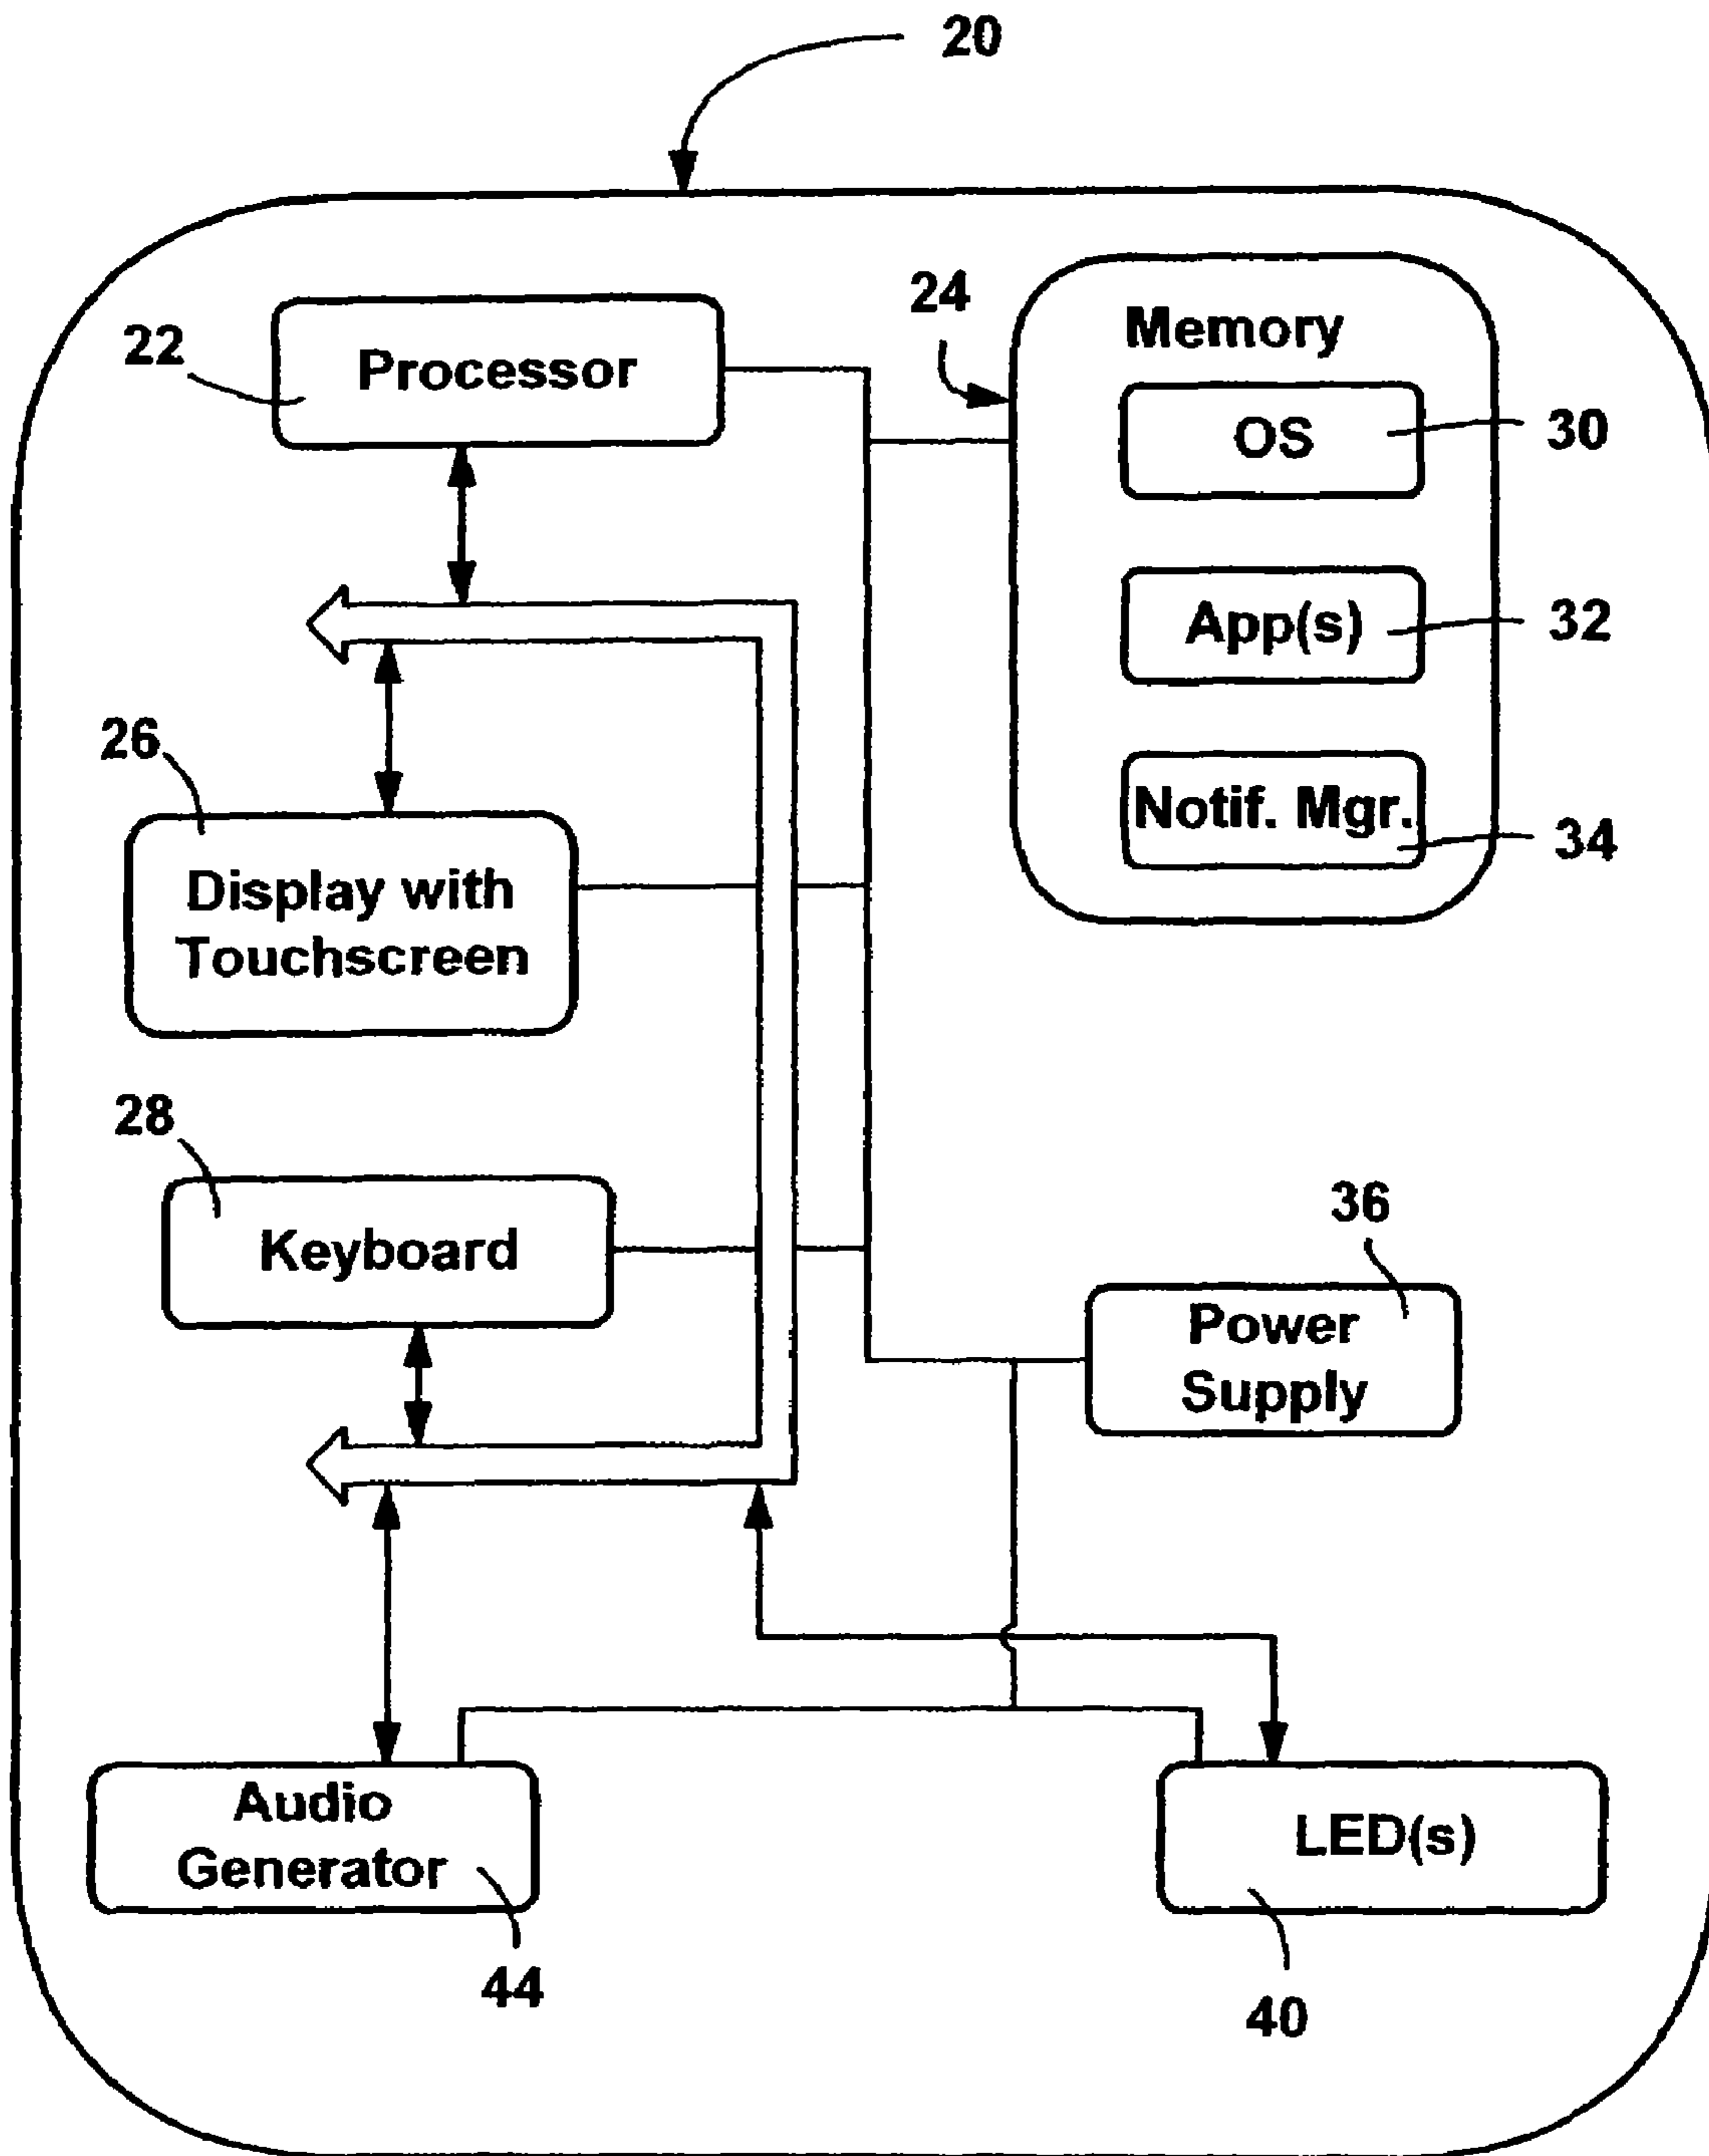 20
24
Memory
22
Processor
OS
30
App(s)
32
26
Notif. Mgr.
34
Display with
Touchscreen
28
36
Keyboard
Power
Supply
Audio
Generator
LED(s)
44
40